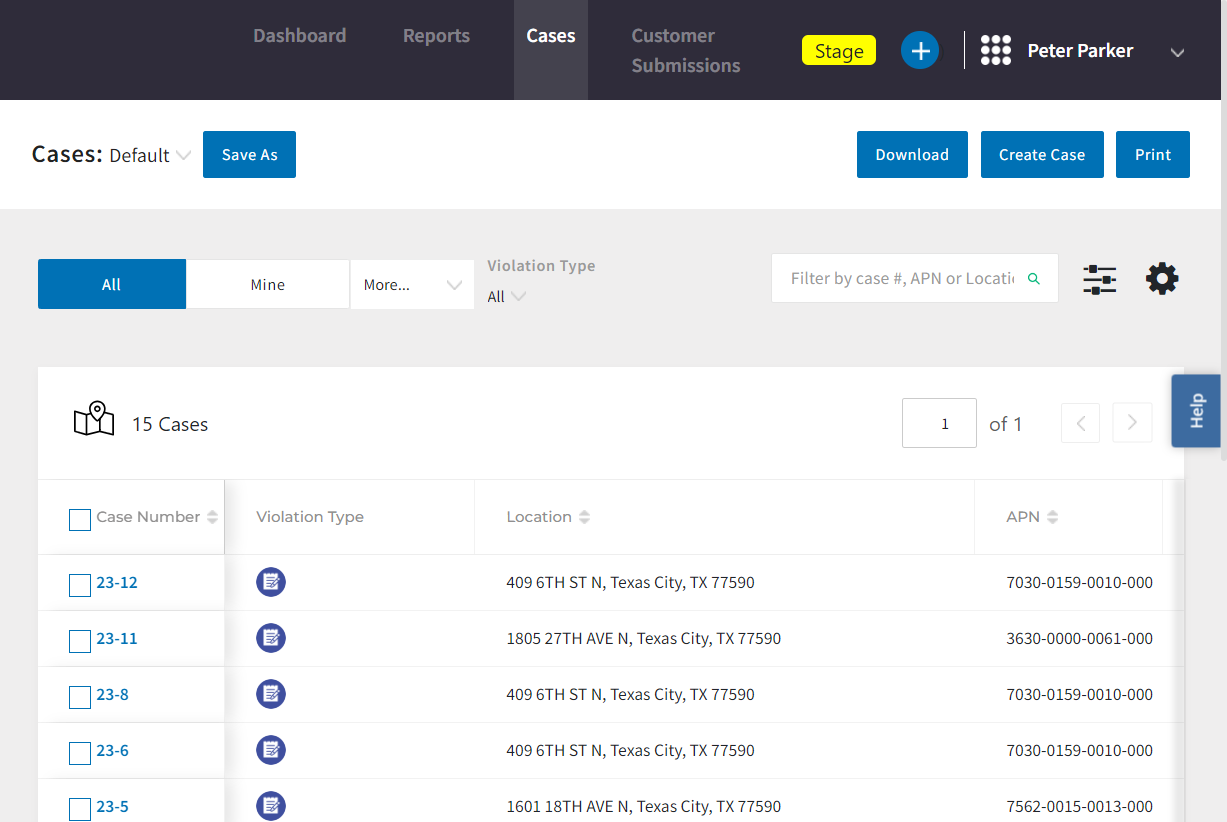 Dashboard
Reports
Cases
Customer
Submissions
Stage
Peter Parker
Cases: Default
Save As
Download
Create Case
Print
All
Mine
More...
Violation Type
All
Filter by case #, APN or Locatio
15 Cases
1
of 1
Help
Case Number
Violation Type
Location
APN
23-12
409 6TH ST N, Texas City, TX 77590
7030-0159-0010-000
23-11
1805 27TH AVE N, Texas City, TX 77590
3630-0000-0061-000
23-8
409 6TH ST N, Texas City, TX 77590
7030-0159-0010-000
23-6
409 6TH ST N, Texas City, TX 77590
7030-0159-0010-000
23-5
1601 18TH AVE N, Texas City, TX 77590
7562-0015-0013-000